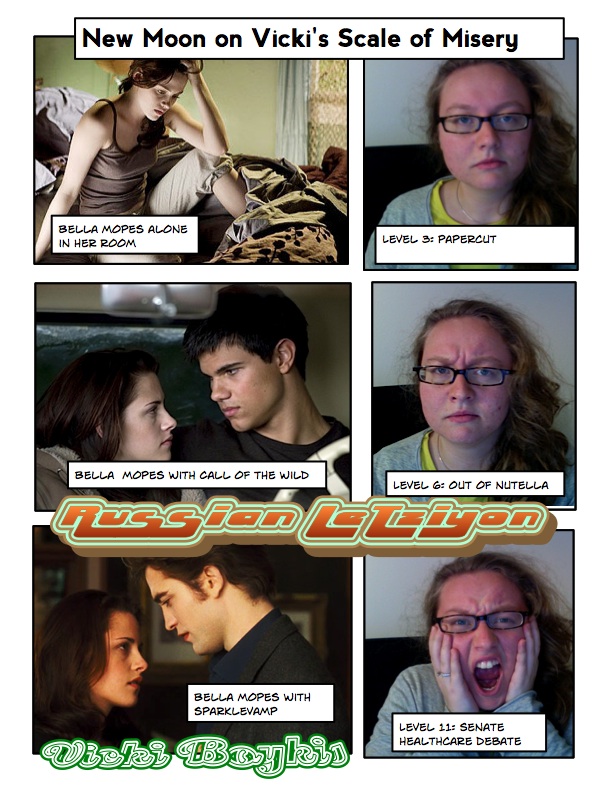 New Moon on Vicki's Scale of Misery
BELLA MOPES ALONE
IN HER ROOM
LEVEL 3: PAPERCUT
BELLA MOPES WITH CALL OF THE WILD
LEVEL 6: OUT OF NUTELLA
Russian LeTziyon
BELLA MOPES WITH
SPARKLEVAMP
LEVEL 11: SENATE
HEALTHCARE DEBATE
Vicki Boykis